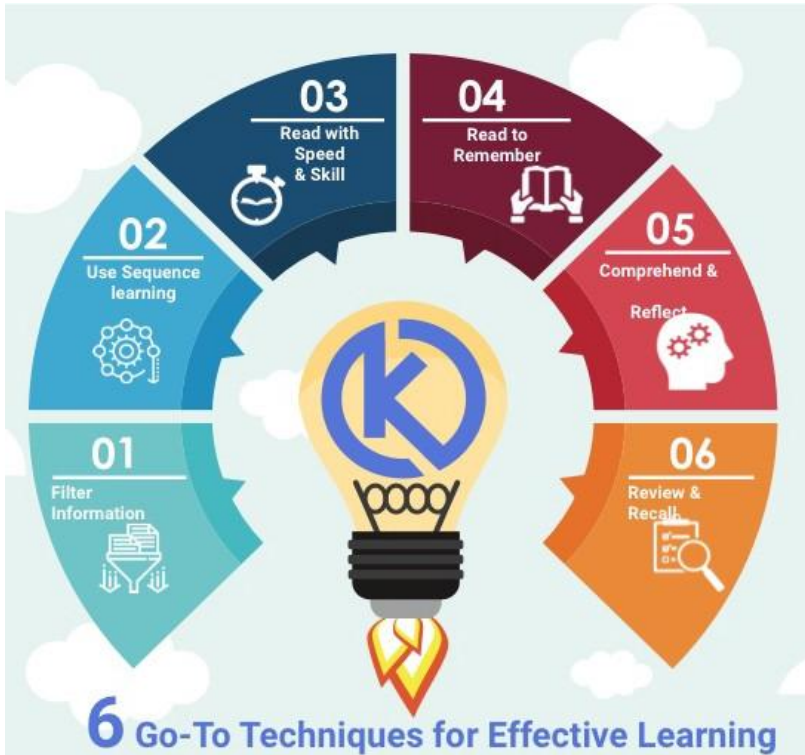 01
Filter
Information
02
Use Sequence
learning
03
Read with
Speed
& Skill
04
Read to
Remember
05
Comprehend &
Reflect
06
Review &
Recall
K
6 Go-To Techniques for Effective Learning